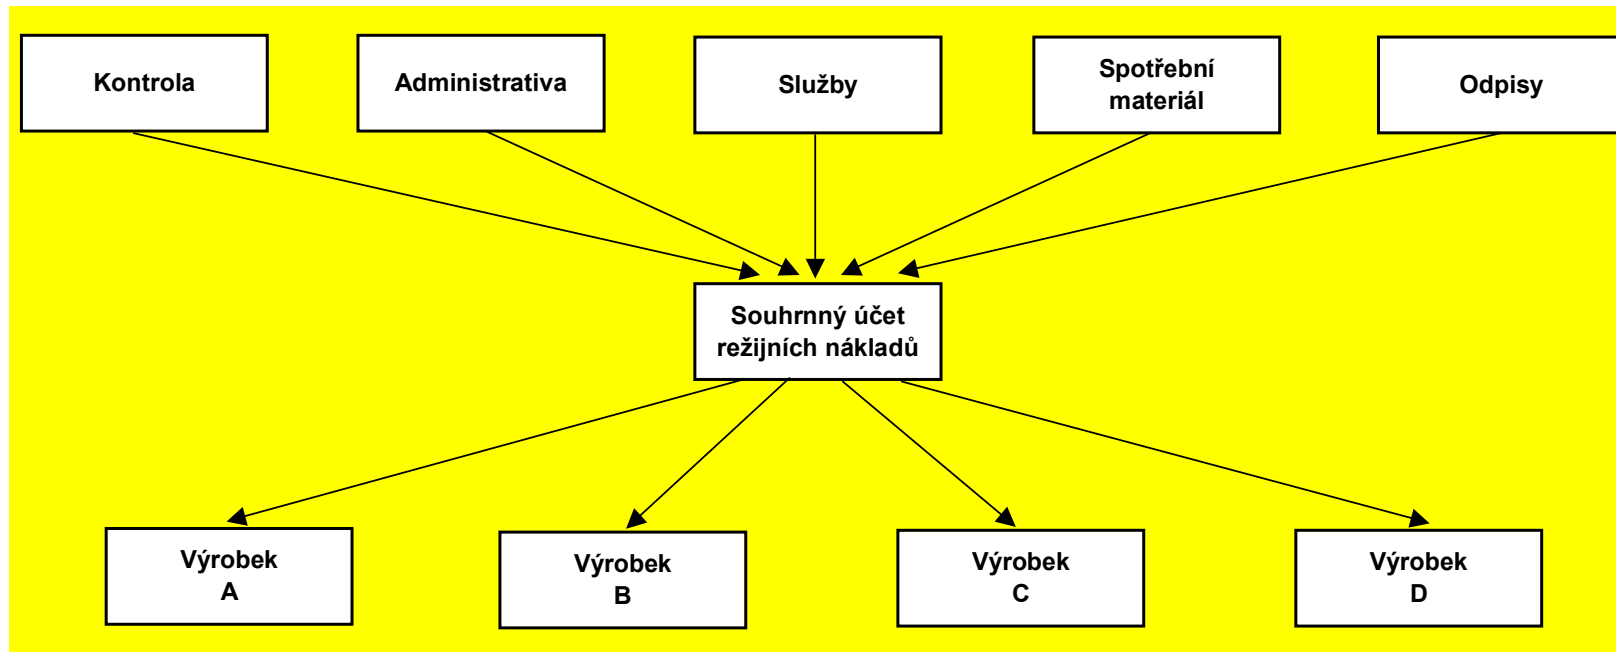 Kontrola
Administrativa
Služby
Spotřební
materiál
Odpisy
Souhrnný účet
režijních nákladů
Výrobek
A
Výrobek
B
Výrobek
C
Výrobek
D